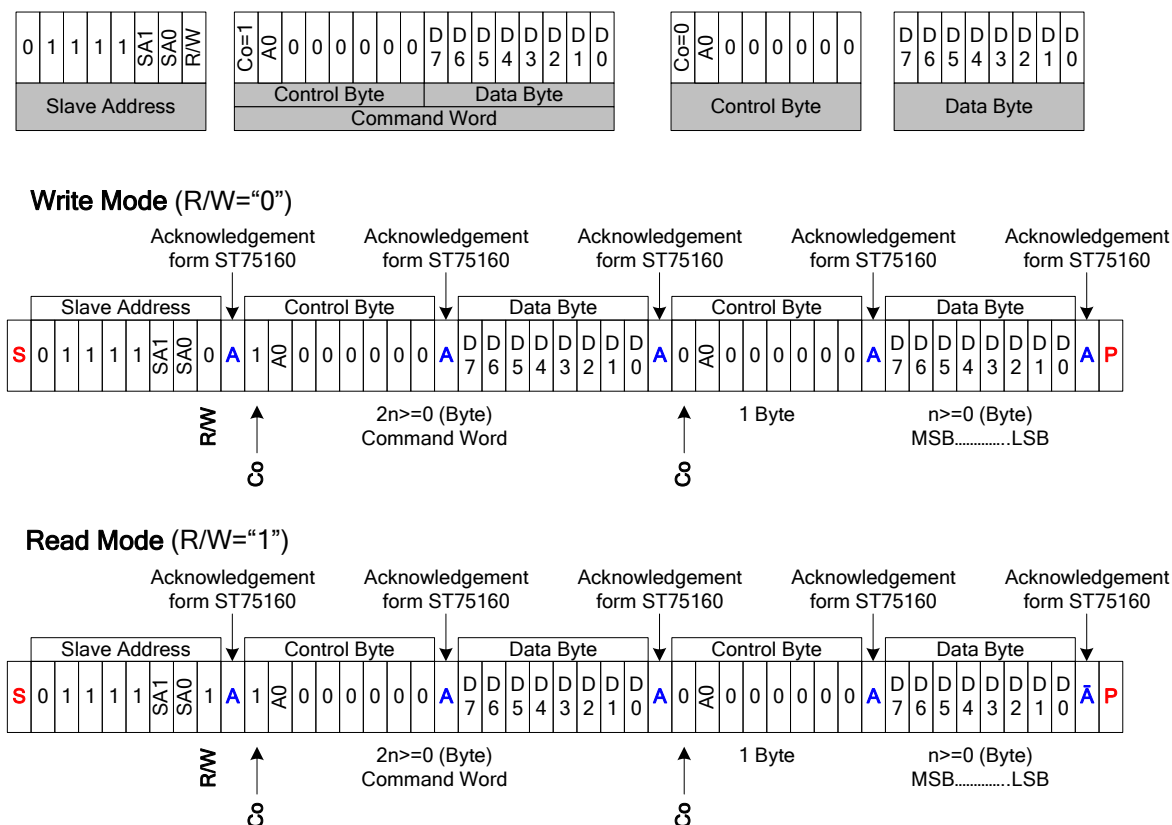 0 1 1 1 1 SA1 SA0 R/W Co=1 A0 0 0 0 0 0 0 D7 D6 D5 D4 D3 D2 D1 D0 Co=0 A0 0 0 0 0 0 0 D7 D6 D5 D4 D3 D2 D1 D0
Slave Address Control Byte Data Byte Control Byte Data Byte
Command Word
Write Mode (R/W=“0”)
Acknowledgement Acknowledgement Acknowledgement Acknowledgement Acknowledgement
form ST75160 form ST75160 form ST75160 form ST75160 form ST75160
Slave Address Control Byte Data Byte Control Byte Data Byte
S 0 1 1 1 1 SA1 SA0 0 A 1 A0 0 0 0 0 0 0 A D7 D6 D5 D4 D3 D2 D1 D0 A 0 A0 0 0 0 0 0 0 A D7 D6 D5 D4 D3 D2 D1 D0 A P
R/W 2n>=0 (Byte) 1 Byte n>=0 (Byte)
Command Word MSB..............LSB
Co Co
Read Mode (R/W=“1”)
Acknowledgement Acknowledgement Acknowledgement Acknowledgement Acknowledgement
form ST75160 form ST75160 form ST75160 form ST75160 form ST75160
Slave Address Control Byte Data Byte Control Byte Data Byte
S 0 1 1 1 1 SA1 SA0 1 A 1 A0 0 0 0 0 0 0 A D7 D6 D5 D4 D3 D2 D1 D0 A 0 A0 0 0 0 0 0 0 A D7 D6 D5 D4 D3 D2 D1 D0 Ā P
R/W 2n>=0 (Byte) 1 Byte n>=0 (Byte)
Command Word MSB..............LSB
Co Co